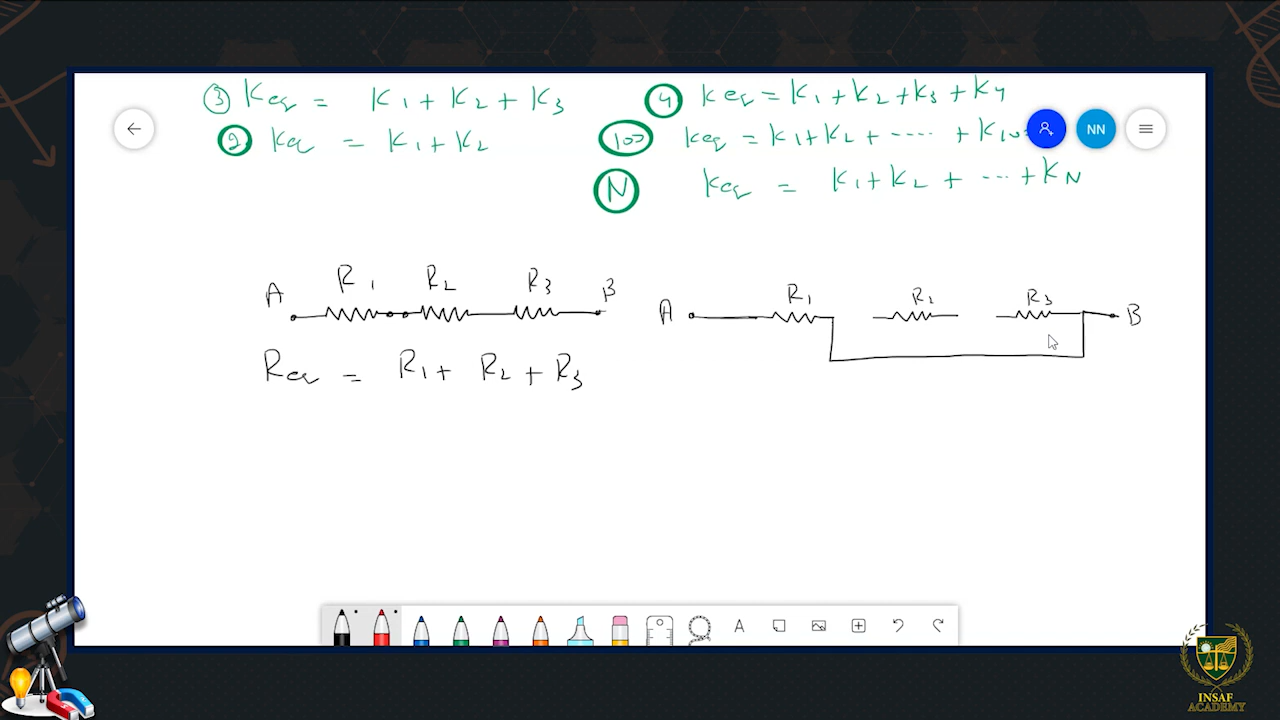 ③ Keq = K1 + K2 + K3
④ Keq = K1 + K2 + K3 + K4
② Keq = K1 + K2
100 Keq = K1 + K2 + ..... + K100
NN
N Keq = K1 + K2 + ... + KN
A R1 R2 R3 B
A R1 R2 R3 B
Req = R1 + R2 + R3
A
INSAF
ACADEMY